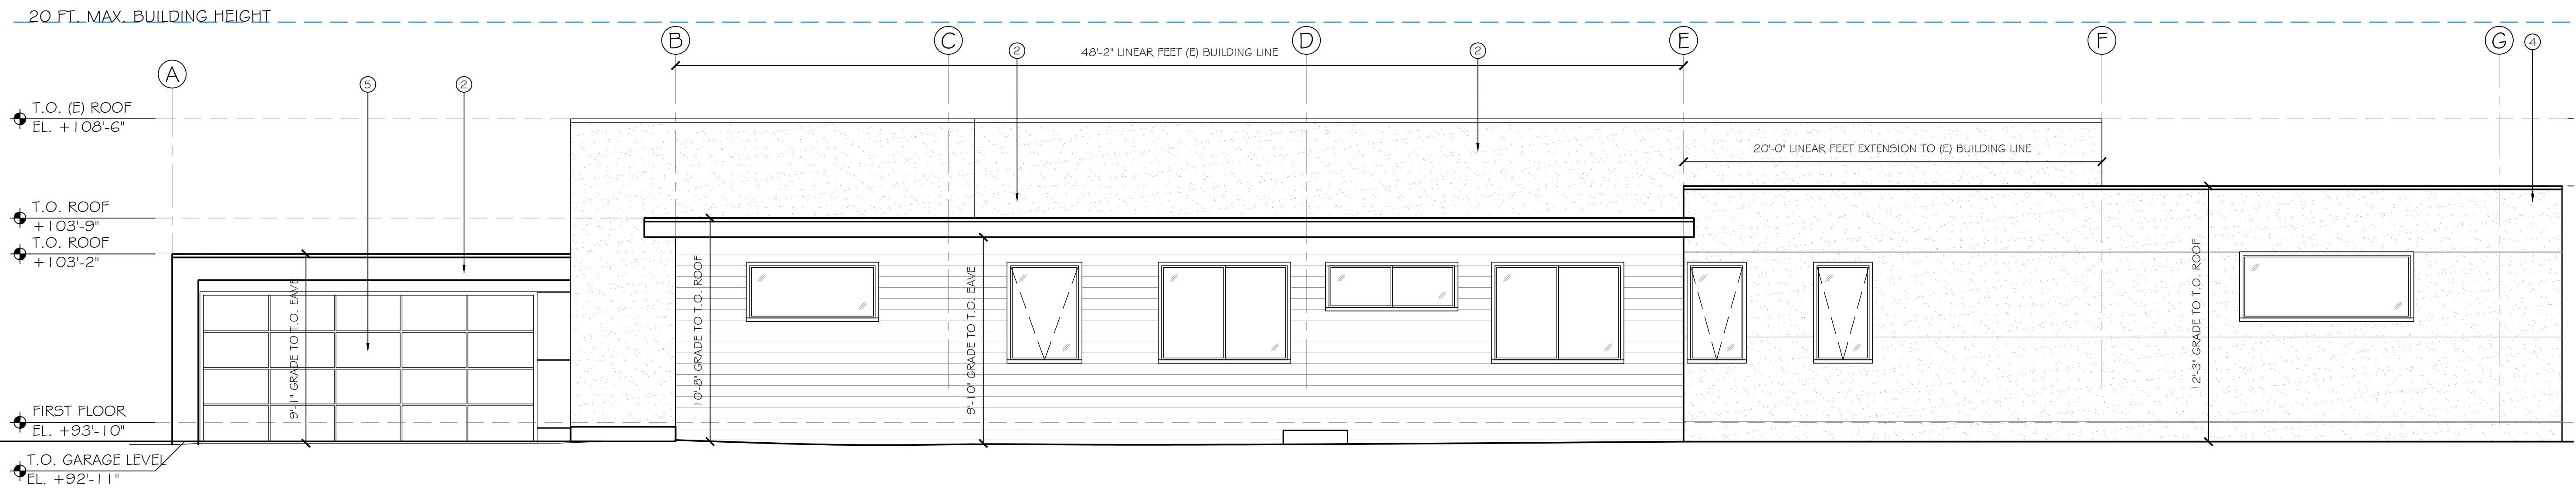 20 FT. MAX. BUILDING HEIGHT
A
B
C
D
E
F
G
5
2
2
2
4
48'-2" LINEAR FEET (E) BUILDING LINE
20'-0" LINEAR FEET EXTENSION TO (E) BUILDING LINE
T.O. (E) ROOF
EL. +108'-6"
T.O. ROOF
+103'-9"
T.O. ROOF
+103'-2"
FIRST FLOOR
EL. +93'-10"
T.O. GARAGE LEVEL
EL. +92'-11"
9'-1" GRADE TO T.O. EAVE
10'-8" GRADE TO T.O. ROOF
9'-10" GRADE TO T.O. EAVE
12'-3" GRADE TO T.O. ROOF